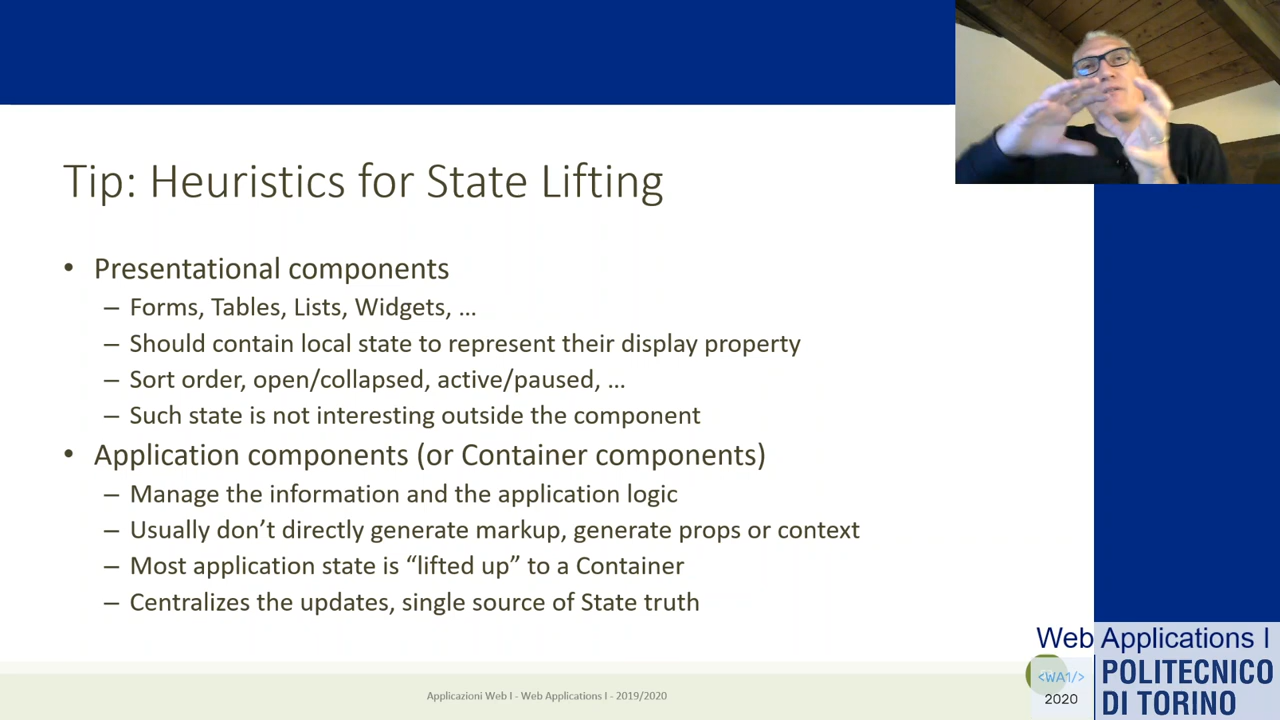 Tip: Heuristics for State Lifting
• Presentational components
– Forms, Tables, Lists, Widgets, …
– Should contain local state to represent their display property
– Sort order, open/collapsed, active/paused, …
– Such state is not interesting outside the component
• Application components (or Container components)
– Manage the information and the application logic
– Usually don’t directly generate markup, generate props or context
– Most application state is “lifted up” to a Container
– Centralizes the updates, single source of State truth
Applicazioni Web I - Web Applications I - 2019/2020
Web Applications I
<WA1/>
2020
POLITECNICO
DI TORINO